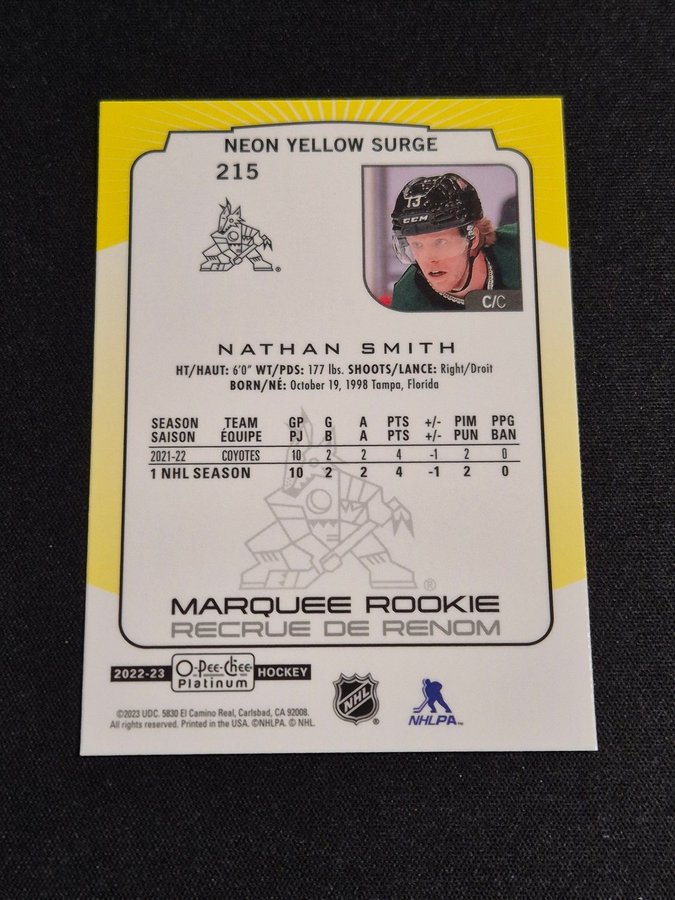 NEON YELLOW SURGE
215
13
CCM
C/C
NATHAN SMITH
HT/HAUT: 6'0" WT/PDS: 177 lbs. SHOOTS/LANCE: Right/Droit
BORN/NÉ: October 19, 1998 Tampa, Florida
SEASON TEAM GP G A PTS +/- PIM PPG
SAISON ÉQUIPE PJ B A PTS +/- PUN BAN
2021-22 COYOTES 10 2 2 4 -1 2 0
1 NHL SEASON 10 2 2 4 -1 2 0
MARQUEE ROOKIE
RECRUE DE RENOM
2022-23 O-Pee-Chee Platinum HOCKEY
NHL
NHLPA™
©2023 UDC. 5830 El Camino Real, Carlsbad, CA 92008.
All rights reserved. Printed in the USA. ©NHLPA. © NHL.